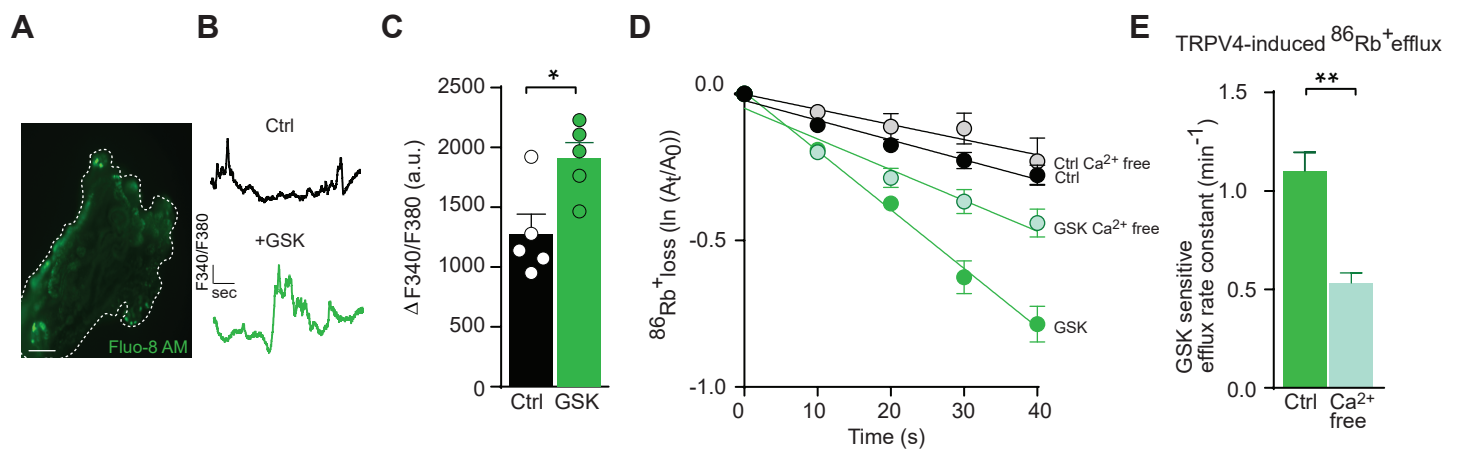 A
B
C
D
E
Ctrl
+GSK
F340/F380
sec
Fluo-8 AM
Δ F340/F380 (a.u.)
2500
2000
1500
1000
500
0
*
Ctrl GSK
⁸⁶Rb⁺loss (ln (At/A0))
0.0
-0.5
-1.0
0 10 20 30 40
Time (s)
Ctrl Ca²⁺ free
Ctrl
GSK Ca²⁺ free
GSK
TRPV4-induced ⁸⁶Rb⁺efflux
GSK sensitive
efflux rate constant (min⁻¹)
1.5
1.0
0.5
0.0
**
Ctrl Ca²⁺
free